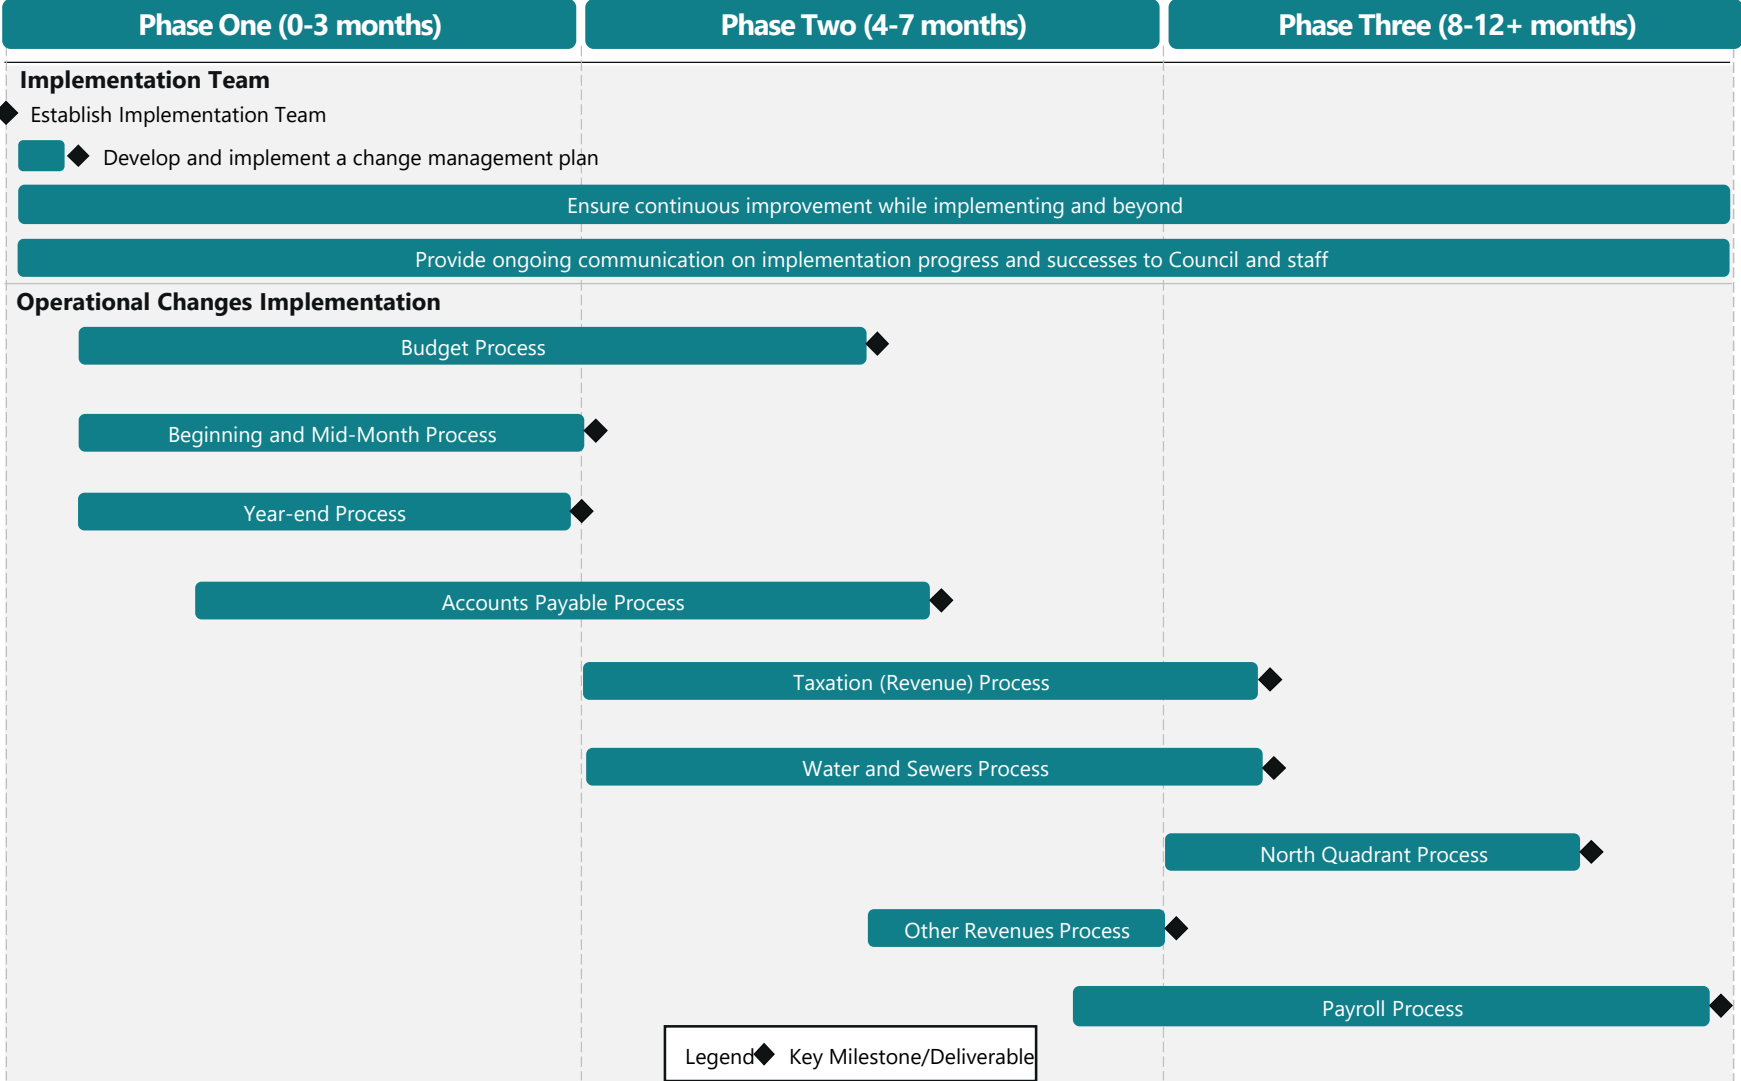 Phase One (0-3 months)
Phase Two (4-7 months)
Phase Three (8-12+ months)
Implementation Team
Establish Implementation Team
Develop and implement a change management plan
Ensure continuous improvement while implementing and beyond
Provide ongoing communication on implementation progress and successes to Council and staff
Operational Changes Implementation
Budget Process
Beginning and Mid-Month Process
Year-end Process
Accounts Payable Process
Taxation (Revenue) Process
Water and Sewers Process
North Quadrant Process
Other Revenues Process
Payroll Process
Legend Key Milestone/Deliverable